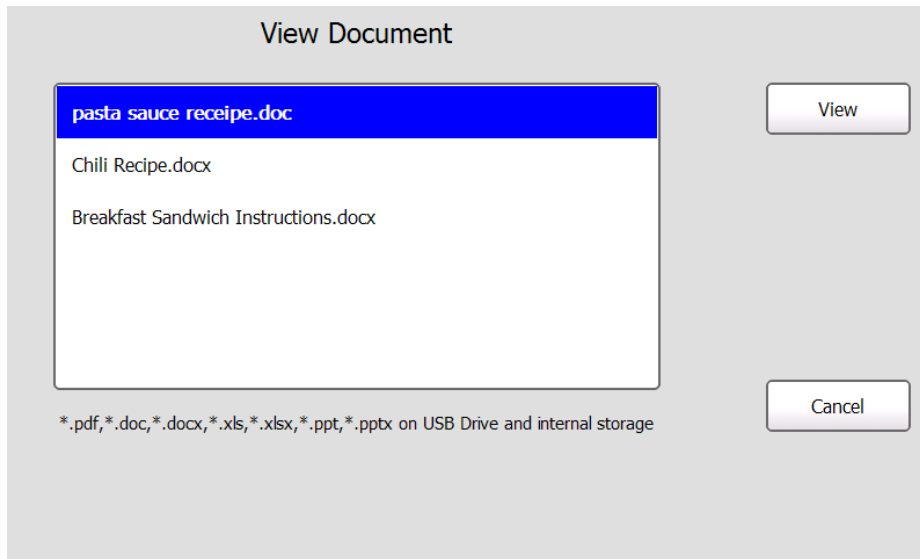 View Document
pasta sauce receipe.doc
View
Chili Recipe.docx
Breakfast Sandwich Instructions.docx
Cancel
*.pdf,*.doc,*.docx,*.xls,*.xlsx,*.ppt,*.pptx on USB Drive and internal storage